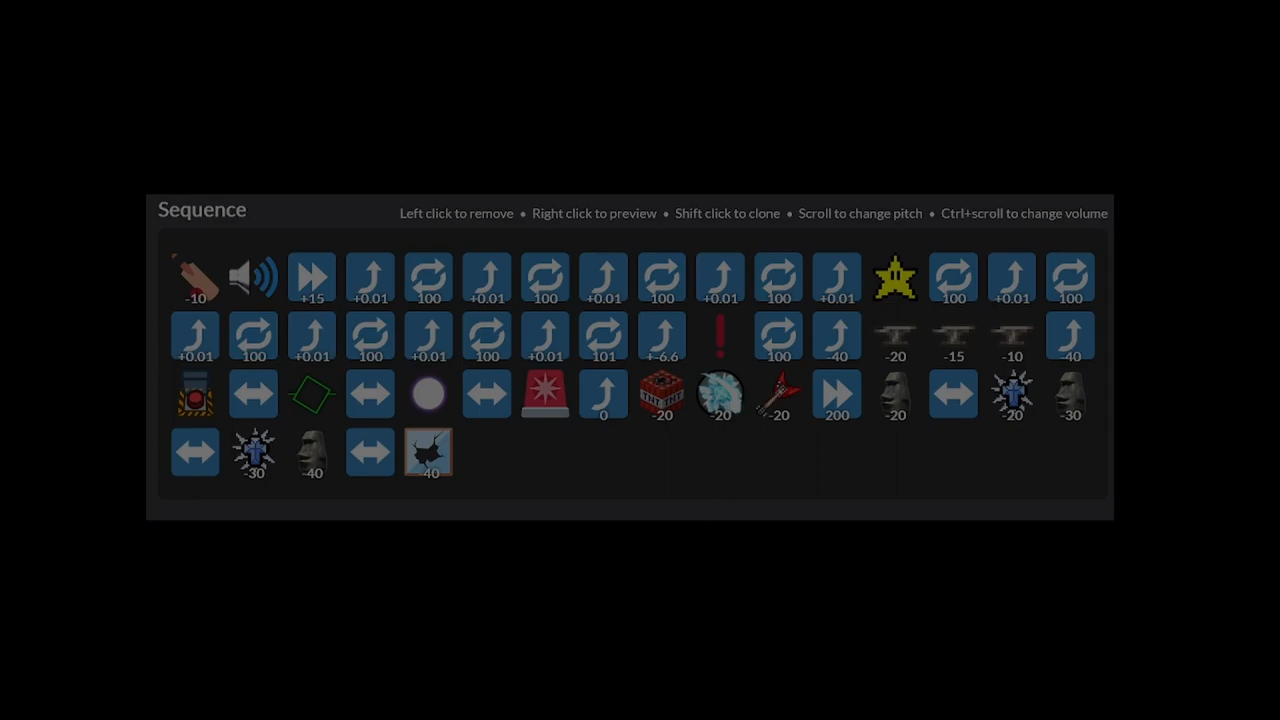 Sequence
Left click to remove • Right click to preview • Shift click to clone • Scroll to change pitch • Ctrl+scroll to change volume
-10 +15 +0.01 100 +0.01 100 +0.01 100 +0.01 100 +0.01 100 +0.01 100
+0.01 100 +0.01 100 +0.01 100 +0.01 101 +-6.6 100 -40 -20 -15 -10 -40
0 TNT TNT -20 -20 -20 -200 -20 -20 -30
-30 -40 -40